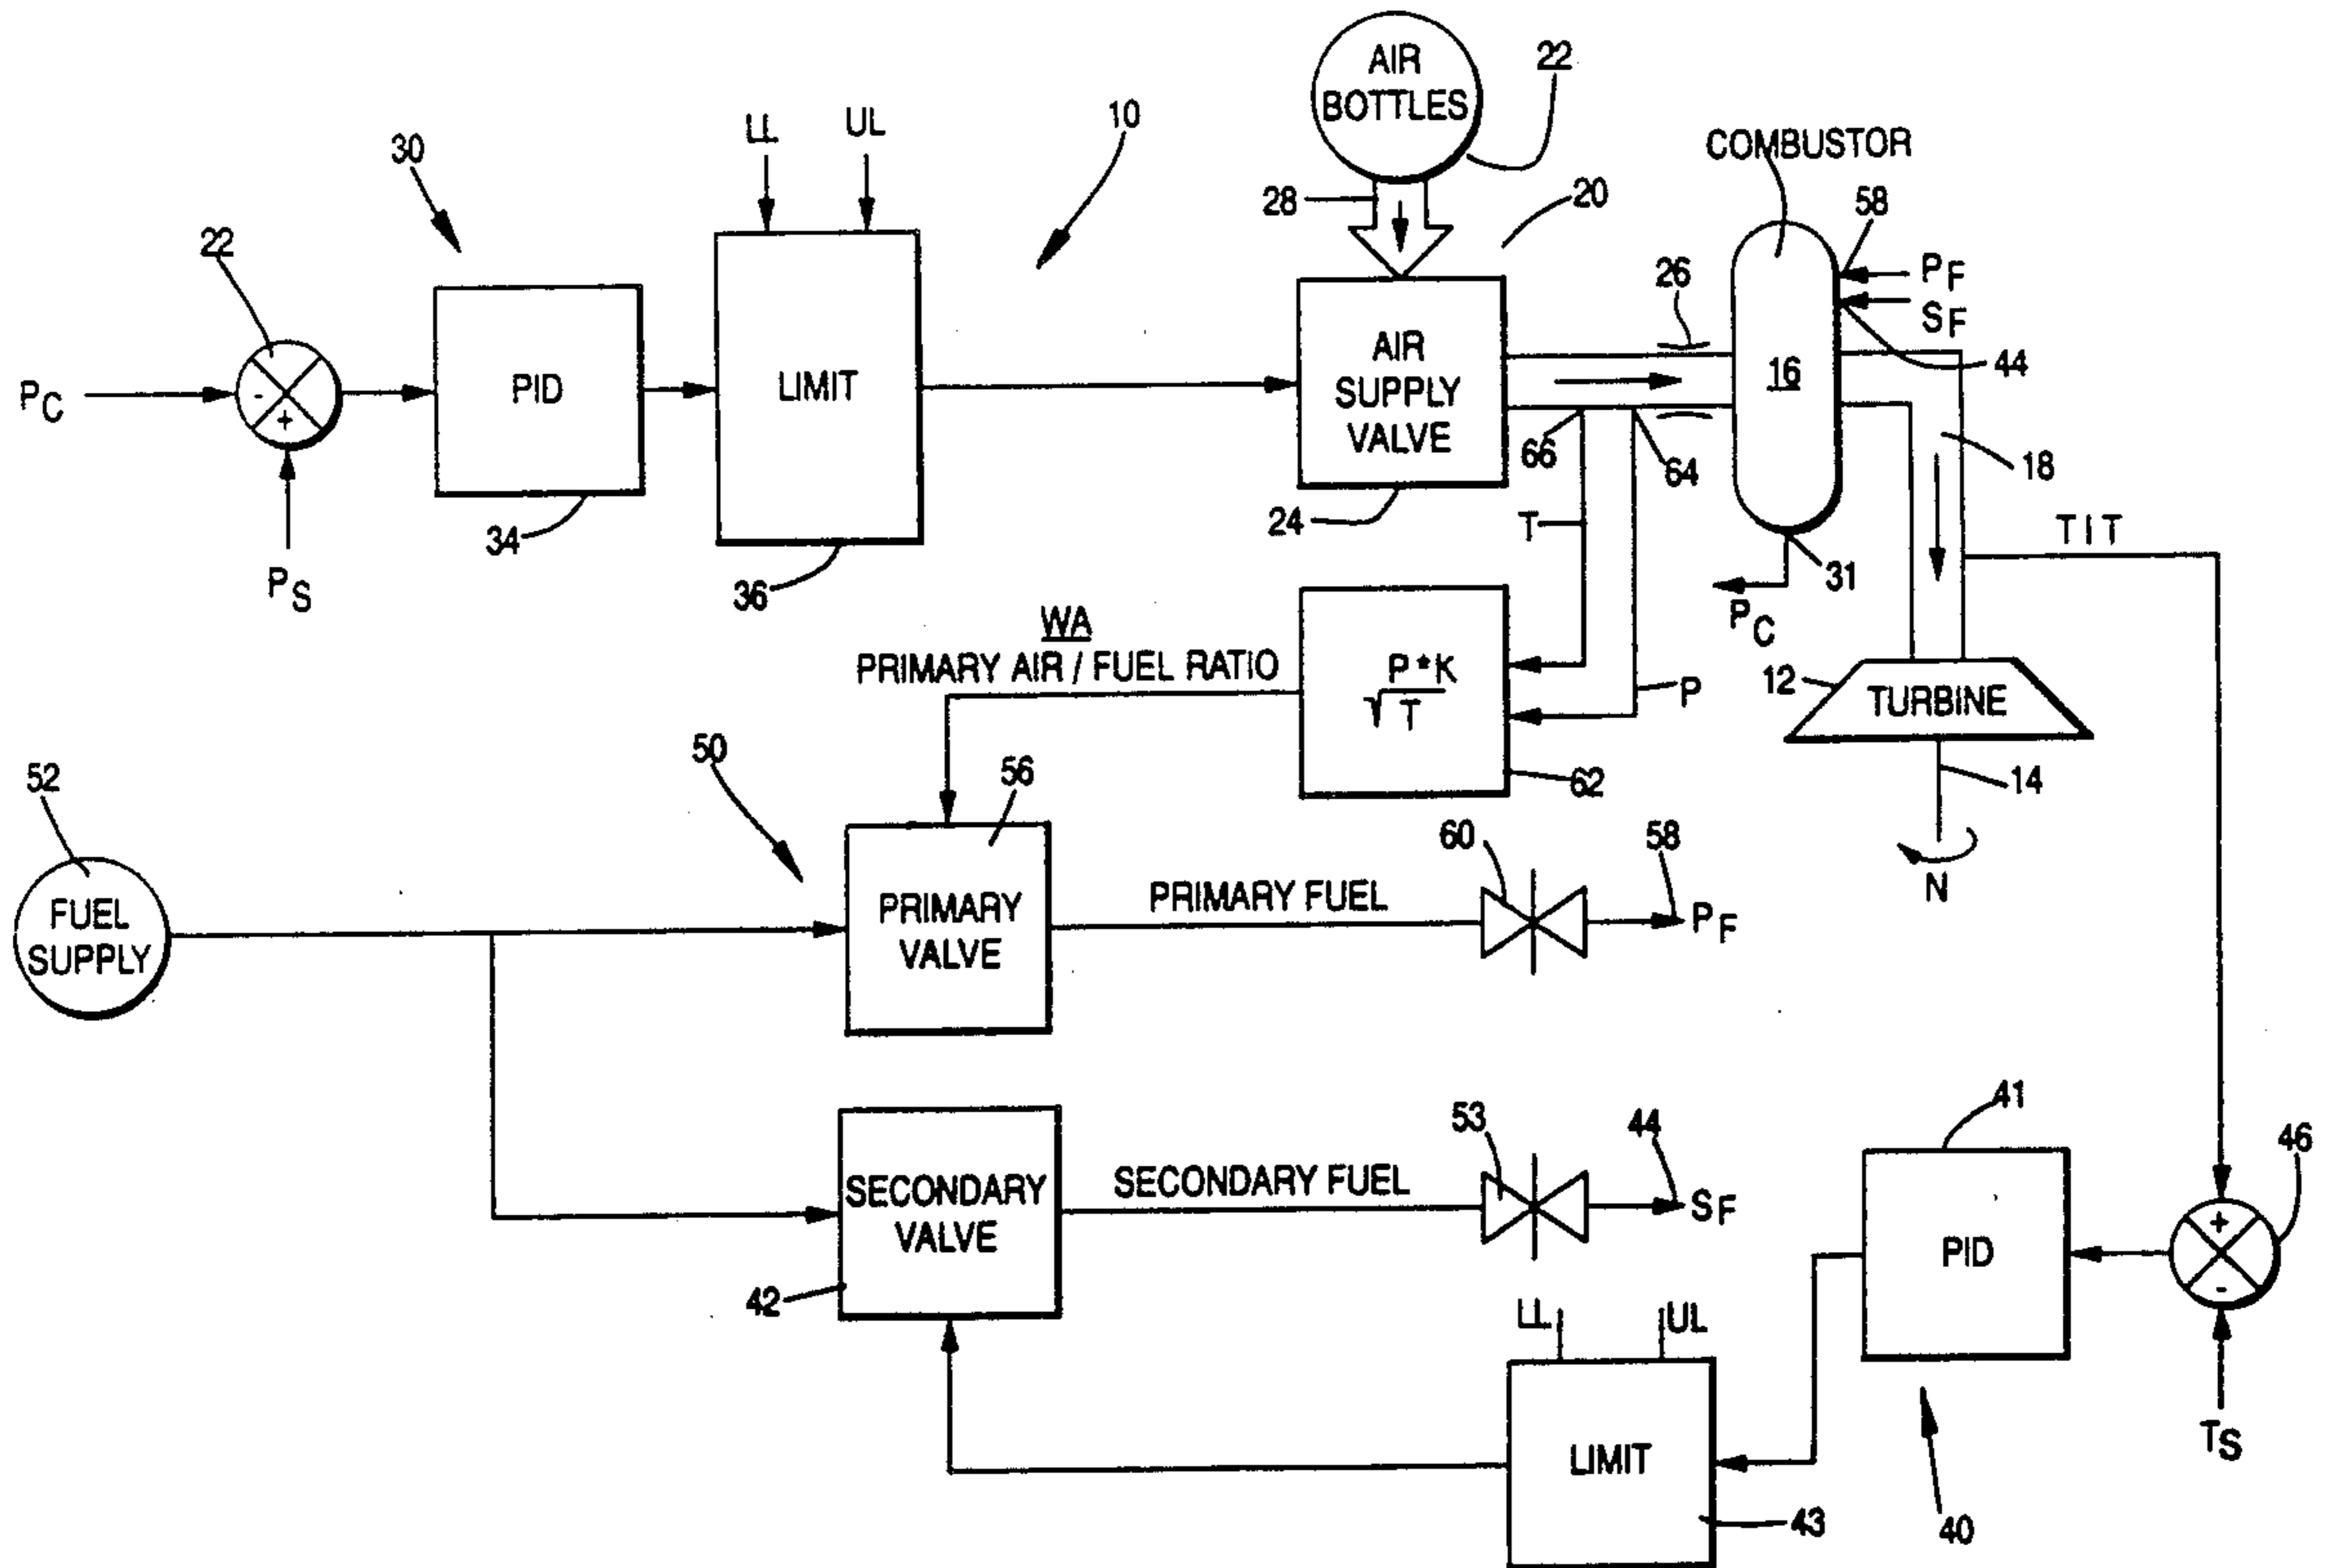 AIR
BOTTLES
22
LL
UL
10
30
COMBUSTOR
28
20
58
22
26
PF
SF
PC
-
+
PID
LIMIT
AIR
SUPPLY
VALVE
16
44
66
64
18
34
24
T
TIT
PS
36
31
PC
WA
PRIMARY AIR / FUEL RATIO
P*K
√T
P
12
TURBINE
50
56
62
14
52
60
58
N
FUEL
SUPPLY
PRIMARY
VALVE
PRIMARY FUEL
PF
53
44
41
46
SECONDARY
VALVE
SECONDARY FUEL
SF
PID
+
-
42
LL
UL
TS
LIMIT
43
40